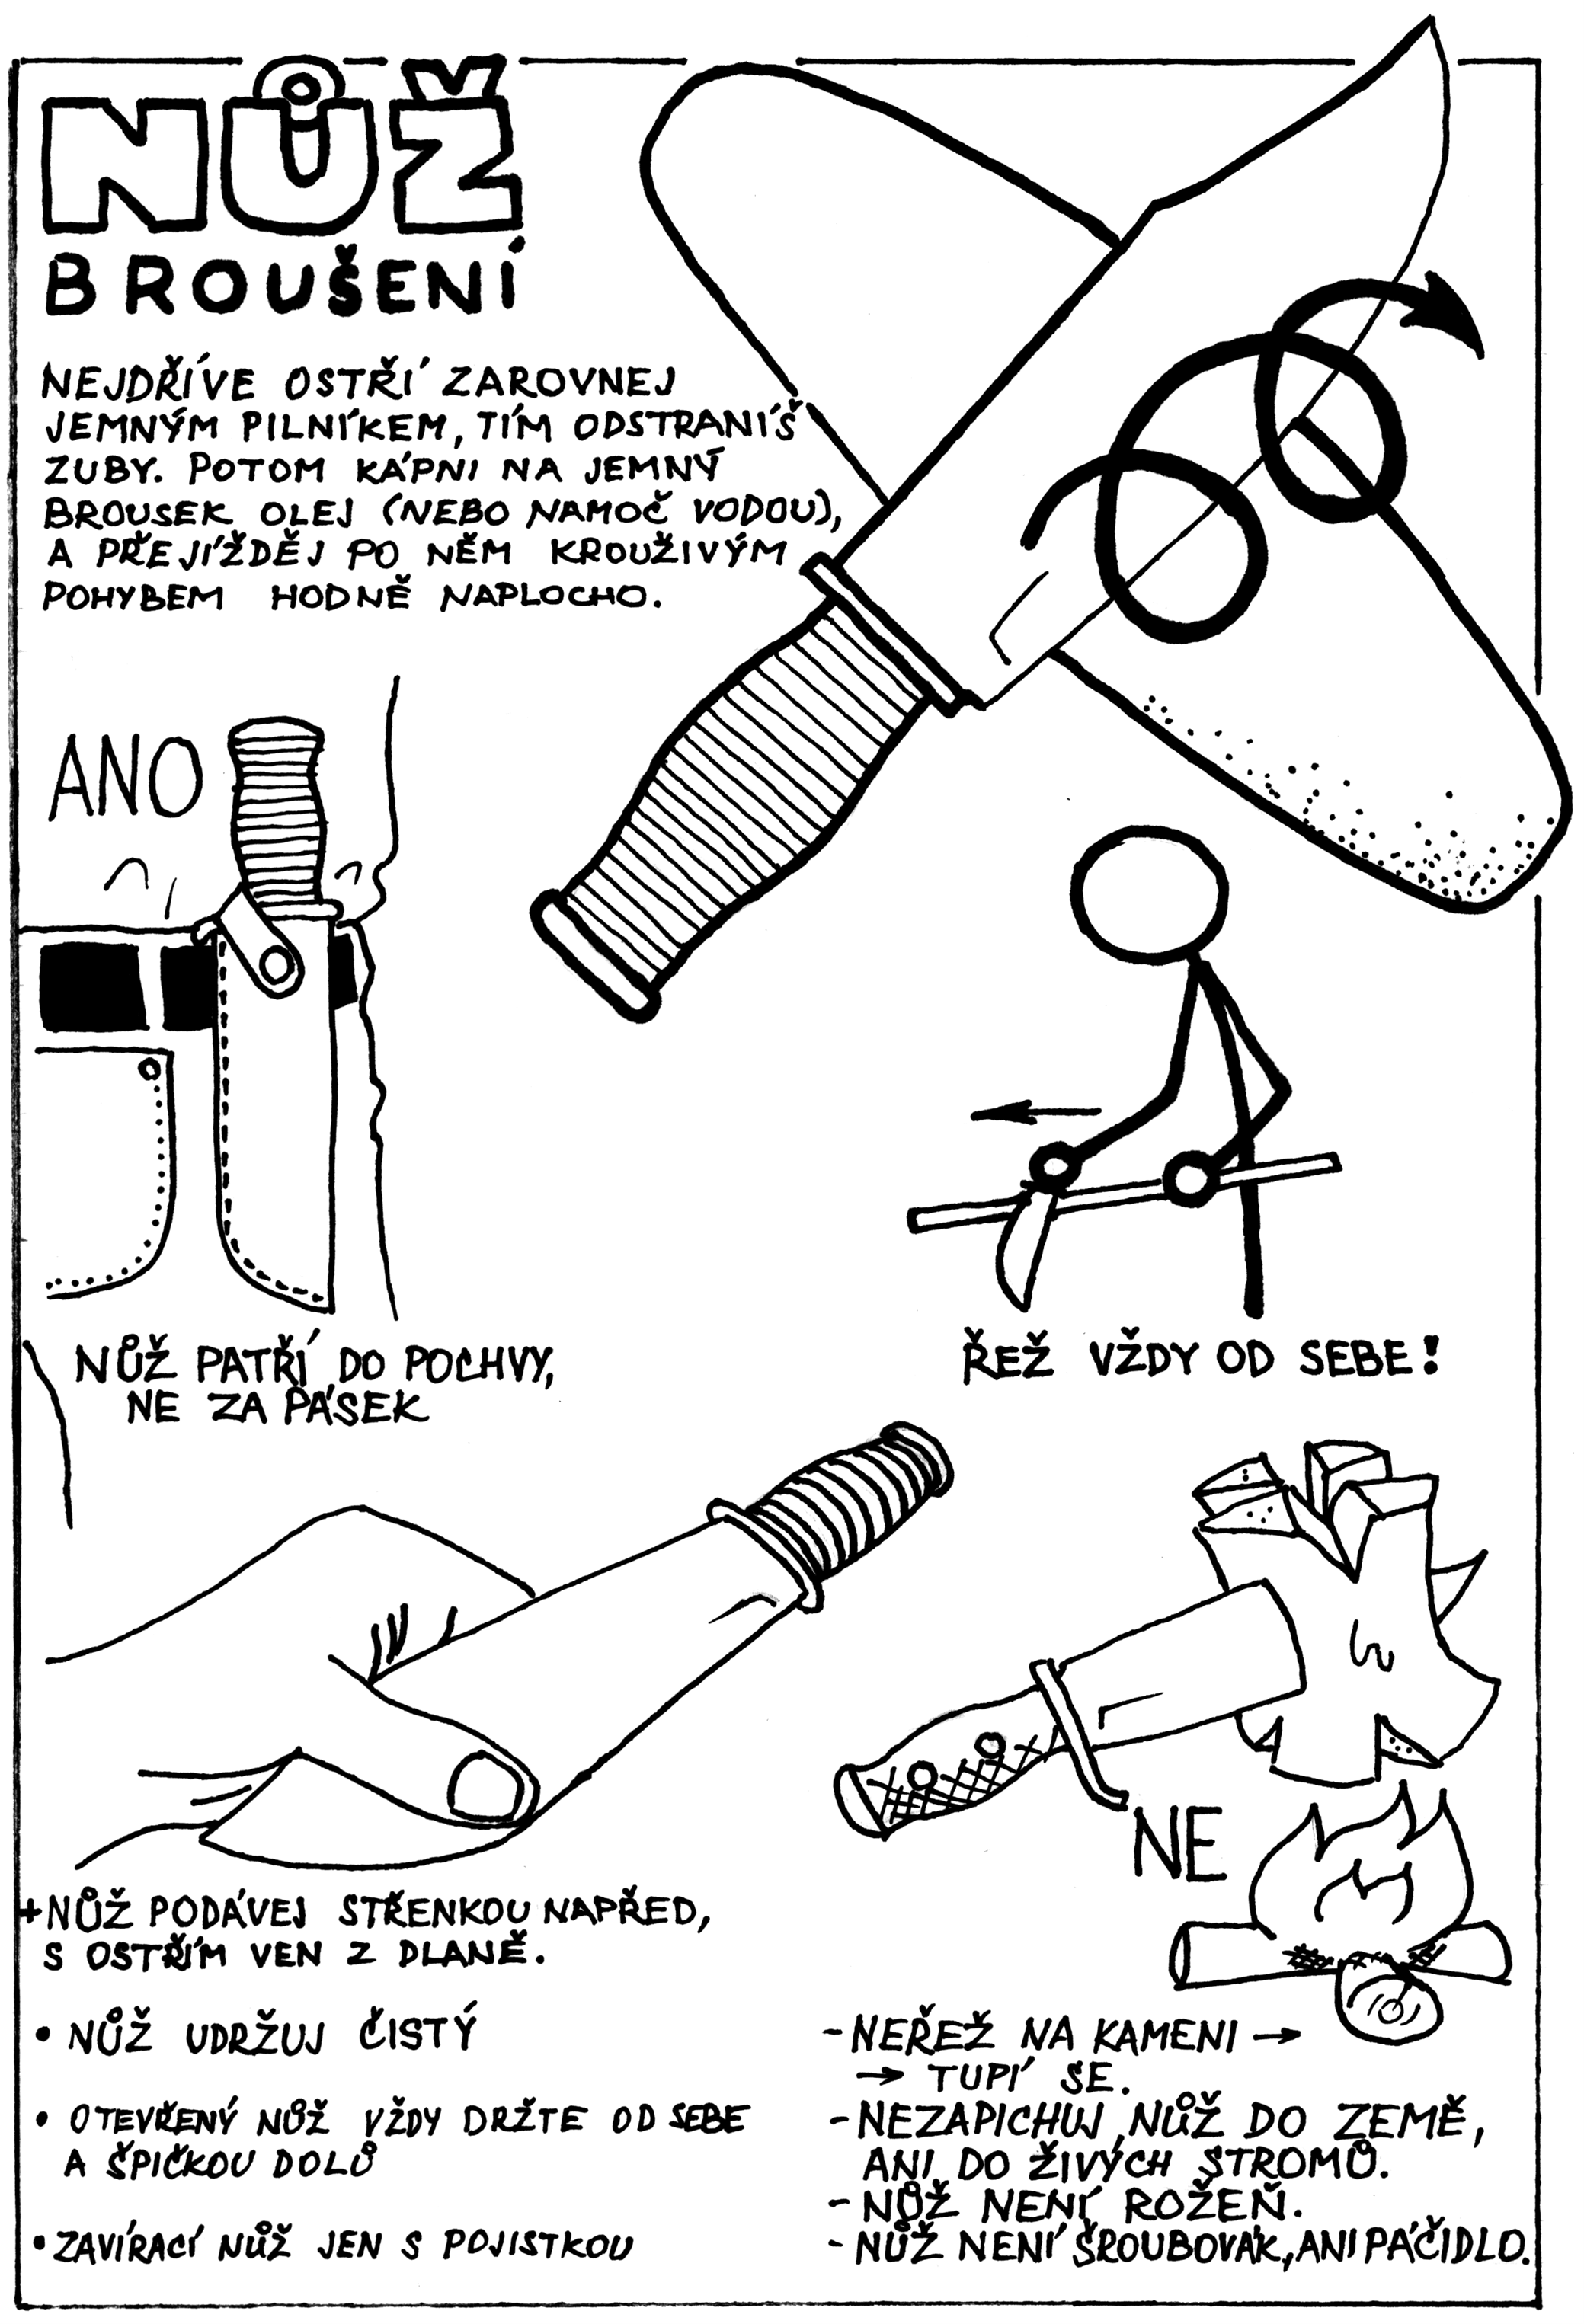 NŮŽ
BROUŠENÍ
NEJDŘÍVE OSTŘÍ ZAROVNEJ
JEMNÝM PILNÍKEM, TÍM ODSTRANÍŠ
ZUBY. POTOM KÁPNI NA JEMNÝ
BROUSEK OLEJ (NEBO NAMOČ VODOU),
A PŘEJÍŽDĚJ PO NĚM KROUŽIVÝM
POHYBEM HODNĚ NAPLOCHO.
ANO
NŮŽ PATŘÍ DO POCHVY,
NE ZA PÁSEK
ŘEŽ VŽDY OD SEBE!
NE
+NŮŽ PODÁVEJ STŘENKOU NAPŘED,
S OSTŘÍM VEN Z DLANĚ.
• NŮŽ UDRŽUJ ČISTÝ
• OTEVŘENÝ NŮŽ VŽDY DRŽTE OD SEBE
A ŠPIČKOU DOLŮ
• ZAVÍRACÍ NŮŽ JEN S POJISTKOU
- NEŘEŽ NA KAMENI →
→ TUPÍ SE.
- NEZAPICHUJ NŮŽ DO ZEMĚ,
ANI DO ŽIVÝCH STROMŮ.
- NŮŽ NENÍ ROŽEŇ.
- NŮŽ NENÍ ŠROUBOVÁK, ANI PÁČIDLO.